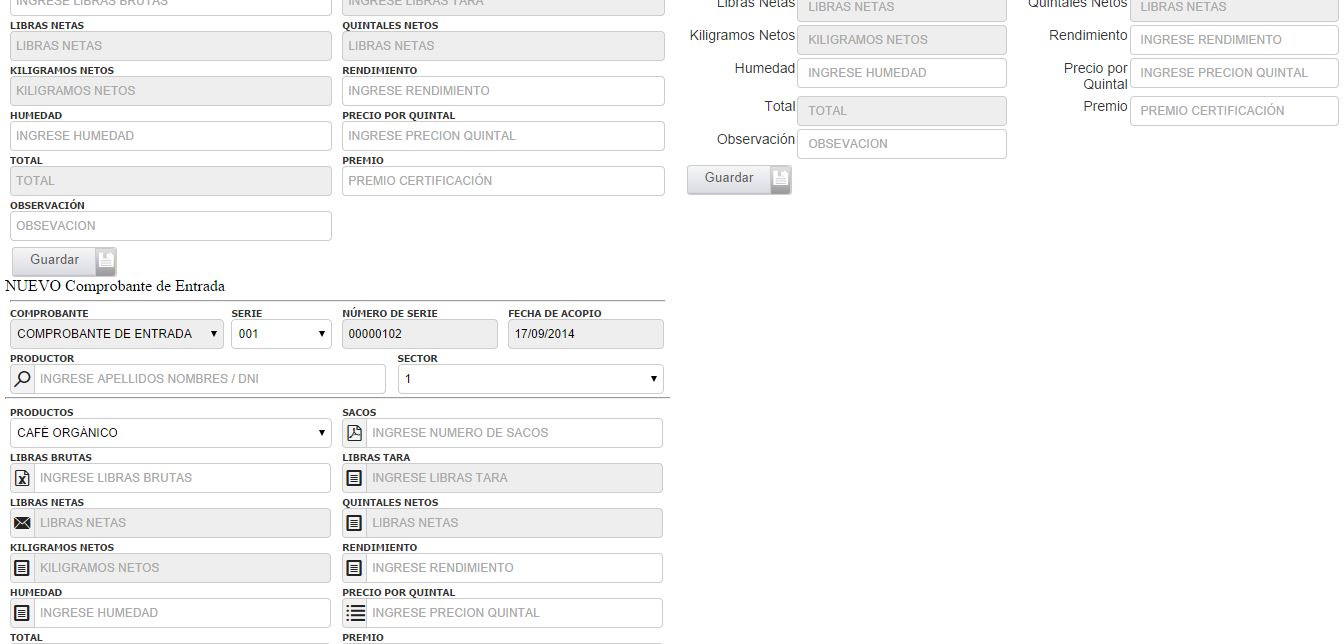 INGRESE LIBRAS BRUTAS INGRESE LIBRAS TARA
LIBRAS NETAS QUINTALES NETOS
LIBRAS NETAS LIBRAS NETAS
KILIGRAMOS NETOS RENDIMIENTO
KILIGRAMOS NETOS INGRESE RENDIMIENTO
HUMEDAD PRECIO POR QUINTAL
INGRESE HUMEDAD INGRESE PRECION QUINTAL
TOTAL PREMIO
TOTAL PREMIO CERTIFICACIÓN
OBSERVACIÓN
OBSEVACION
Guardar
Libras Netas LIBRAS NETAS Quintales Netos LIBRAS NETAS
Kiligramos Netos KILIGRAMOS NETOS Rendimiento INGRESE RENDIMIENTO
Humedad INGRESE HUMEDAD Precio por Quintal INGRESE PRECION QUINTAL
Total TOTAL Premio PREMIO CERTIFICACIÓN
Observación OBSEVACION
Guardar
NUEVO Comprobante de Entrada
COMPROBANTE SERIE NÚMERO DE SERIE FECHA DE ACOPIO
COMPROBANTE DE ENTRADA 001 00000102 17/09/2014
PRODUCTOR SECTOR
INGRESE APELLIDOS NOMBRES / DNI 1
PRODUCTOS SACOS
CAFÉ ORGÁNICO INGRESE NUMERO DE SACOS
LIBRAS BRUTAS LIBRAS TARA
INGRESE LIBRAS BRUTAS INGRESE LIBRAS TARA
LIBRAS NETAS QUINTALES NETOS
LIBRAS NETAS LIBRAS NETAS
KILIGRAMOS NETOS RENDIMIENTO
KILIGRAMOS NETOS INGRESE RENDIMIENTO
HUMEDAD PRECIO POR QUINTAL
INGRESE HUMEDAD INGRESE PRECION QUINTAL
TOTAL PREMIO